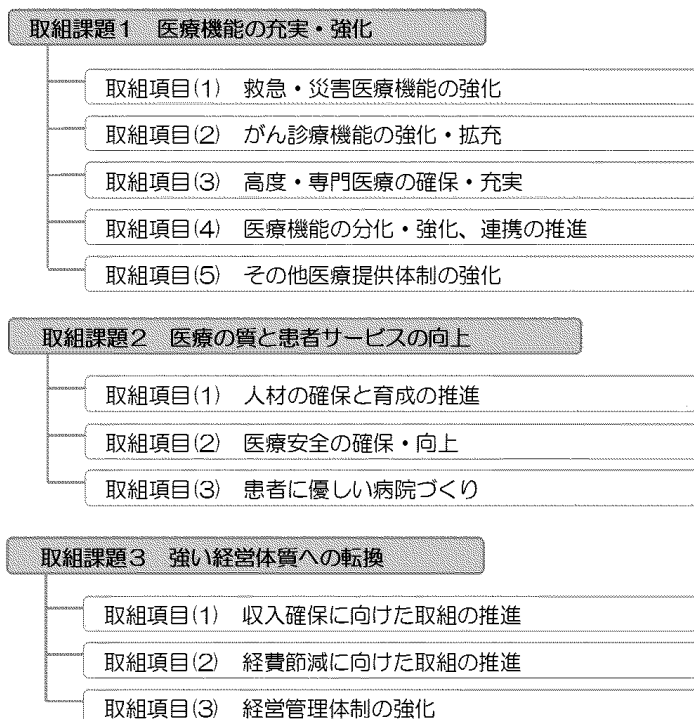 取組課題1 医療機能の充実・強化
取組項目(1) 救急・災害医療機能の強化
取組項目(2) がん診療機能の強化・拡充
取組項目(3) 高度・専門医療の確保・充実
取組項目(4) 医療機能の分化・強化、連携の推進
取組項目(5) その他医療提供体制の強化
取組課題2 医療の質と患者サービスの向上
取組項目(1) 人材の確保と育成の推進
取組項目(2) 医療安全の確保・向上
取組項目(3) 患者に優しい病院づくり
取組課題3 強い経営体質への転換
取組項目(1) 収入確保に向けた取組の推進
取組項目(2) 経費節減に向けた取組の推進
取組項目(3) 経営管理体制の強化